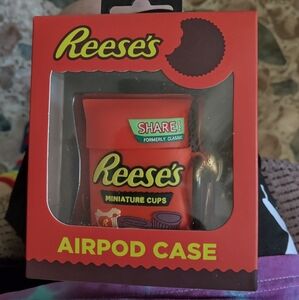 Reese's
SHARE
FORMERLY CLASSIC
Reese's
MINIATURE CUPS
AIRPOD CASE